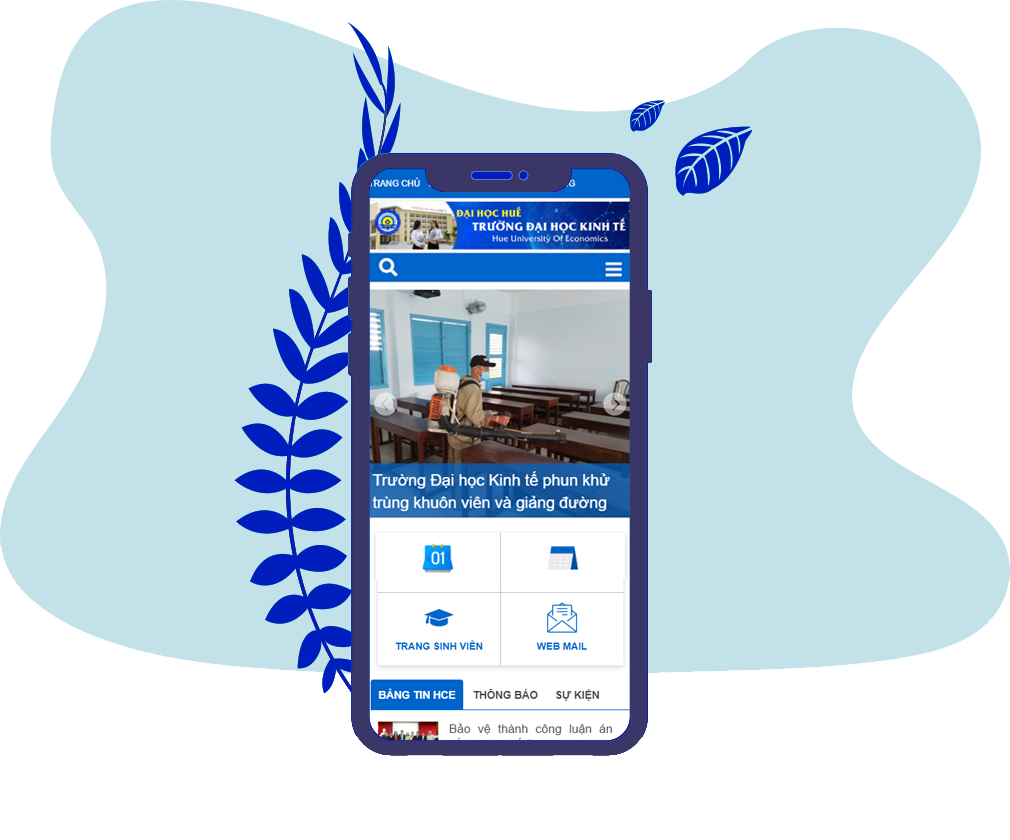 TRANG CHỦ
ĐẠI HỌC HUẾ
TRƯỜNG ĐẠI HỌC KINH TẾ
Hue University Of Economics
Trường Đại học Kinh tế phun khử
trùng khuôn viên và giảng đường
01
TRANG SINH VIÊN
WEB MAIL
BẢNG TIN HCE
THÔNG BÁO
SỰ KIỆN
Bảo vệ thành công luận án